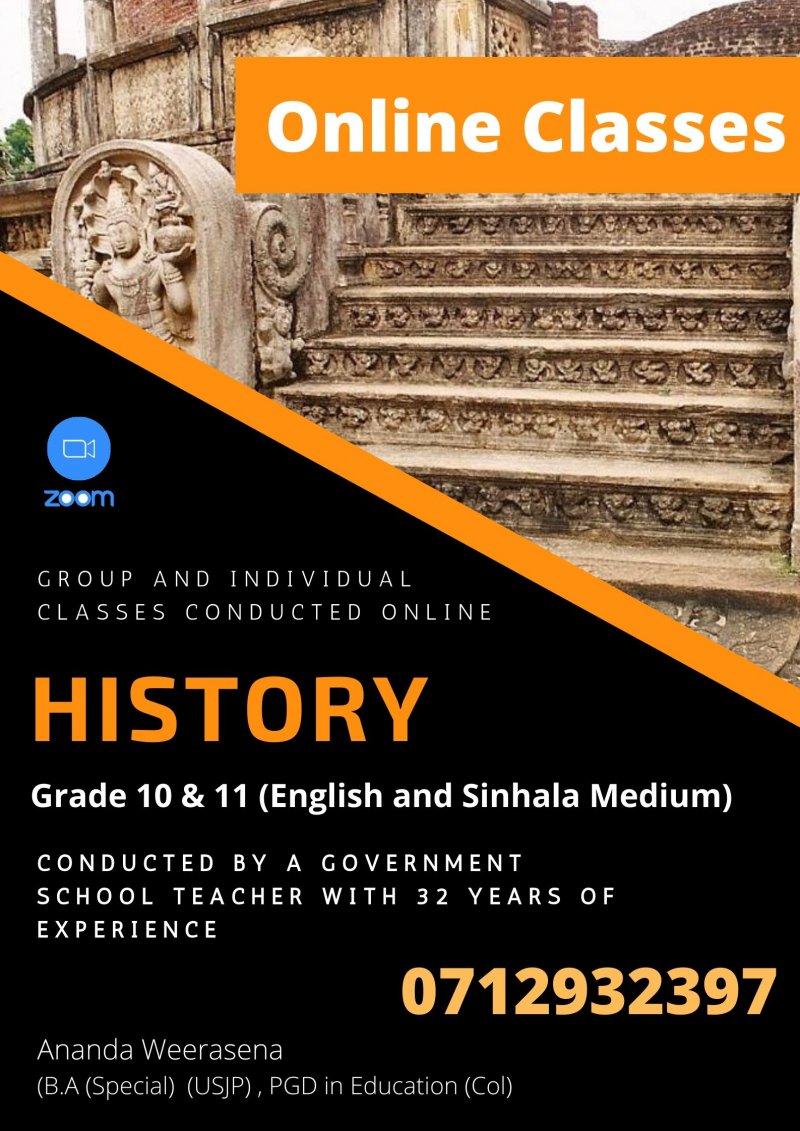 Online Classes
zoom
GROUP AND INDIVIDUAL
CLASSES CONDUCTED ONLINE
HISTORY
Grade 10 & 11 (English and Sinhala Medium)
CONDUCTED BY A GOVERNMENT
SCHOOL TEACHER WITH 32 YEARS OF
EXPERIENCE
0712932397
Ananda Weerasena
(B.A (Special) (USJP) , PGD in Education (Col)